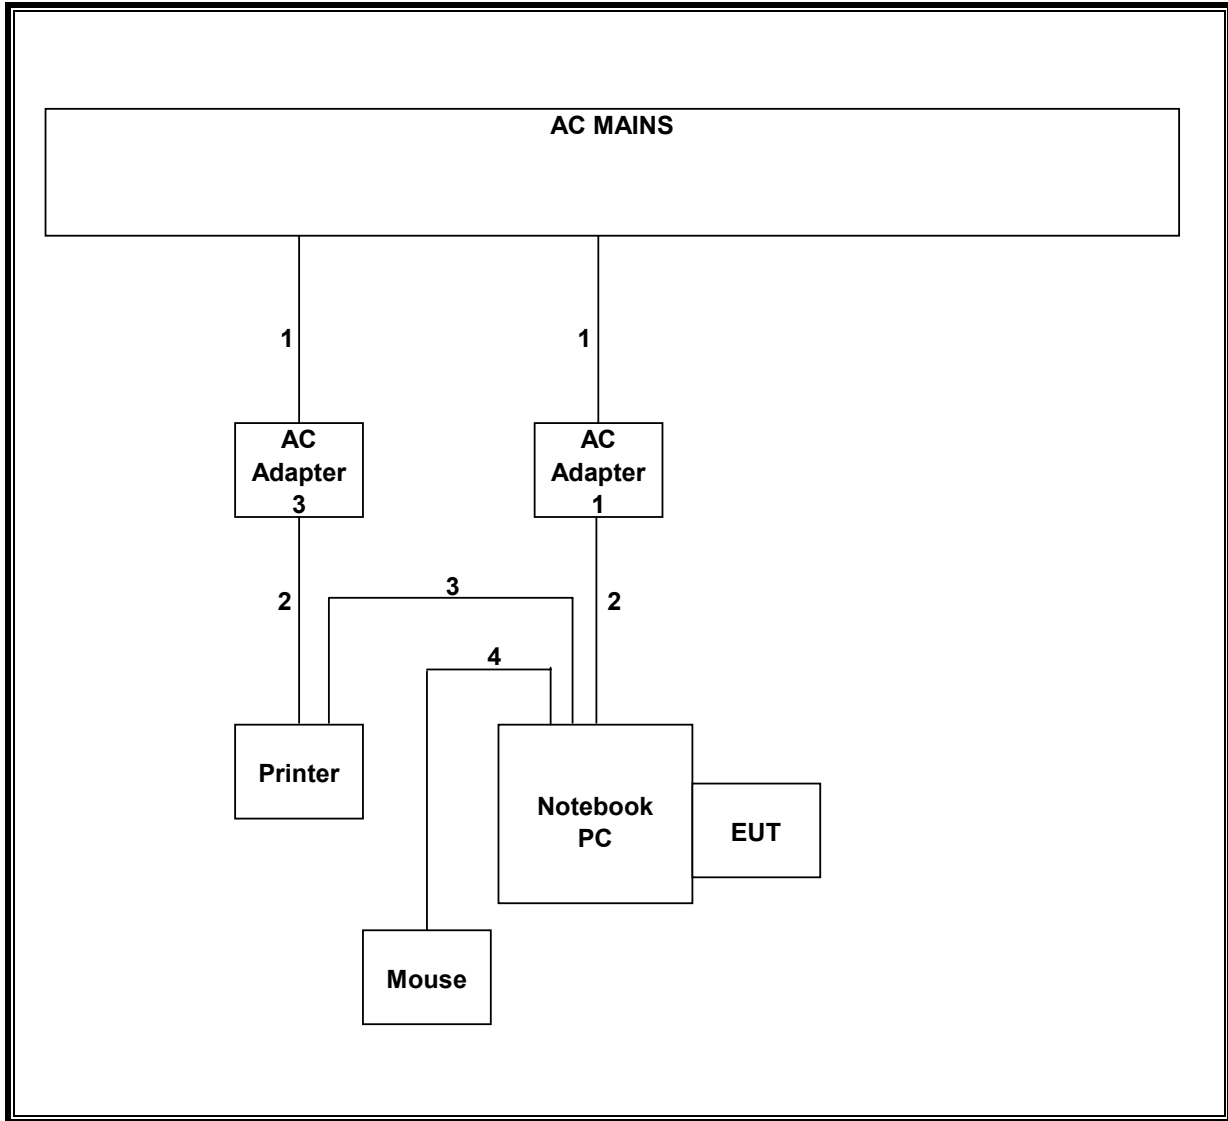 AC MAINS
1
1
AC
Adapter
3
AC
Adapter
1
2
3
2
4
Printer
Notebook
PC
EUT
Mouse